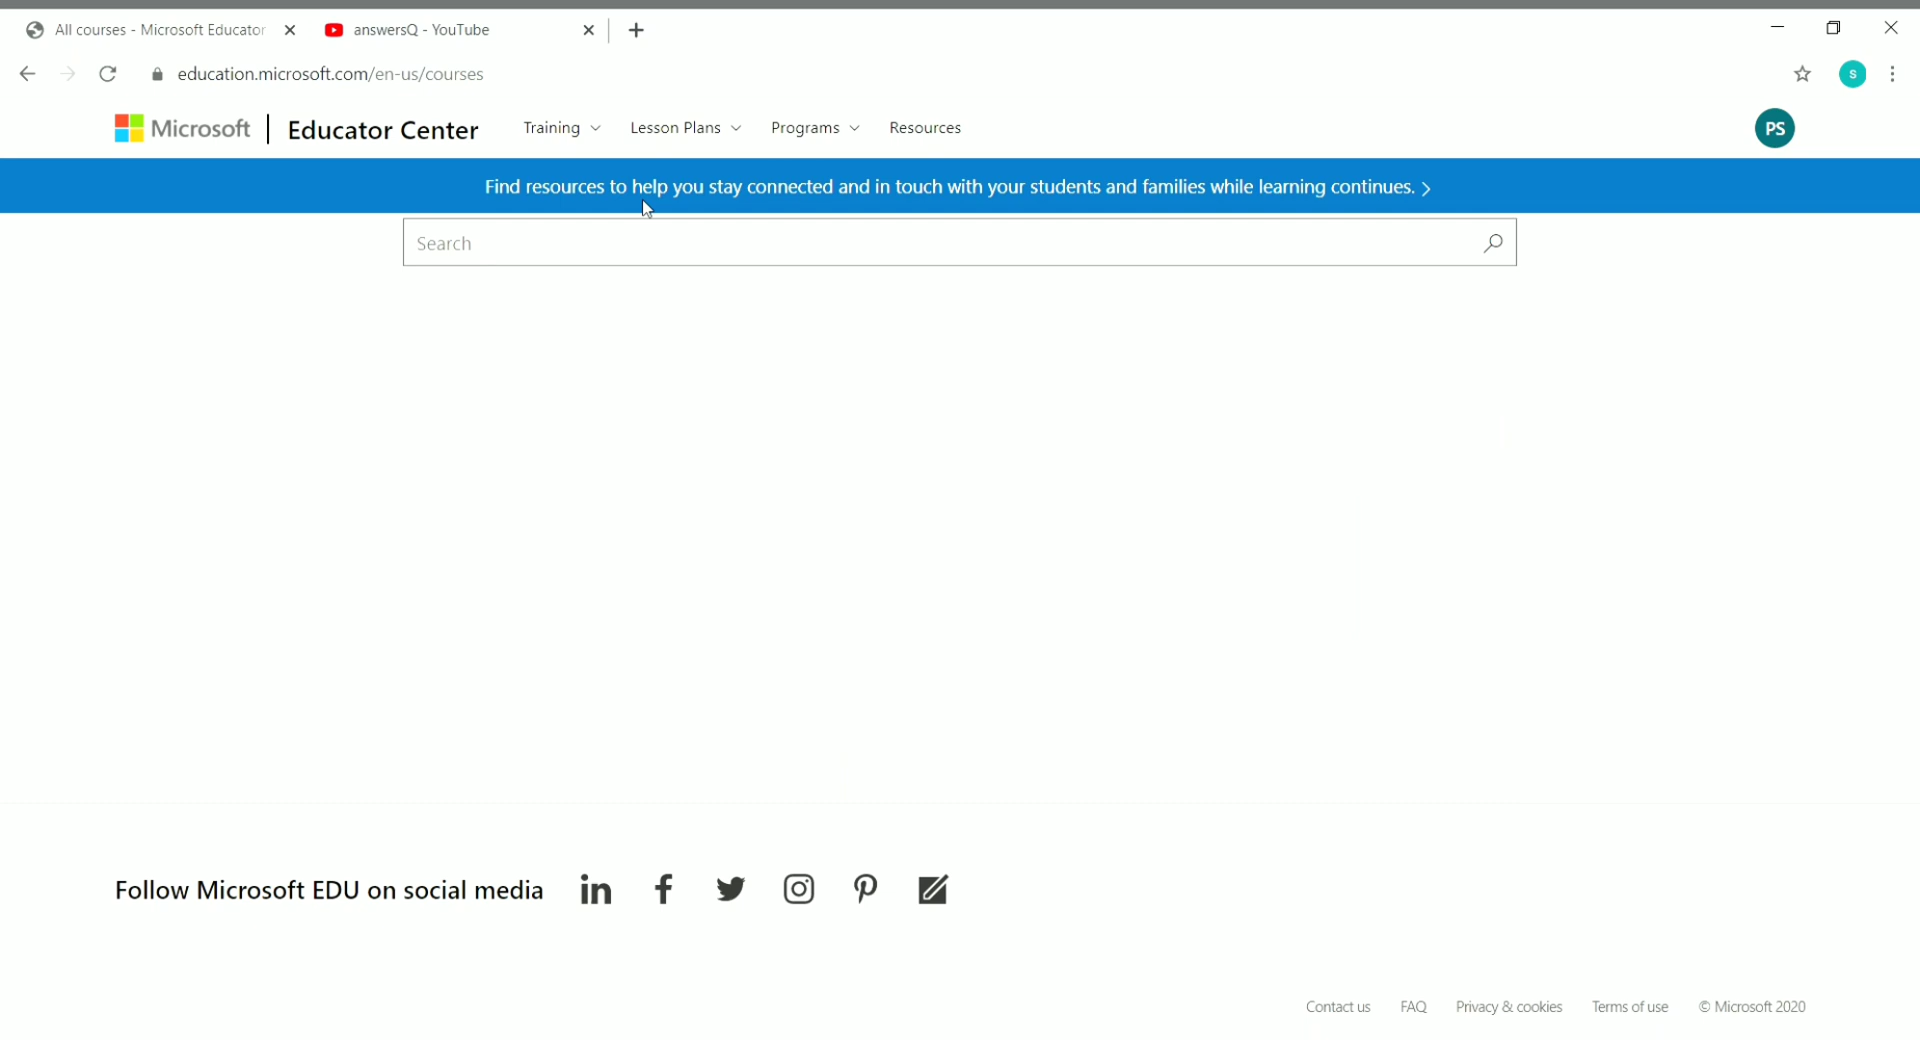 All courses - Microsoft Educator
answersQ - YouTube
education.microsoft.com/en-us/courses
S
Microsoft
Educator Center
Training
Lesson Plans
Programs
Resources
PS
Find resources to help you stay connected and in touch with your students and families while learning continues.
Search
Follow Microsoft EDU on social media
Contact us
FAQ
Privacy & cookies
Terms of use
© Microsoft 2020